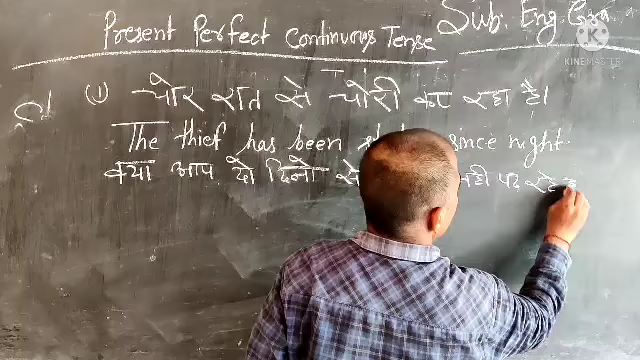 Sub. Eng. Gra
Present Perfect Continuous Tense
KINEMASTER
(1) चोर रात से चोरी कर रहा है।
The thief has been since night.
क्या आप दो दिनो से नही पढ रहे